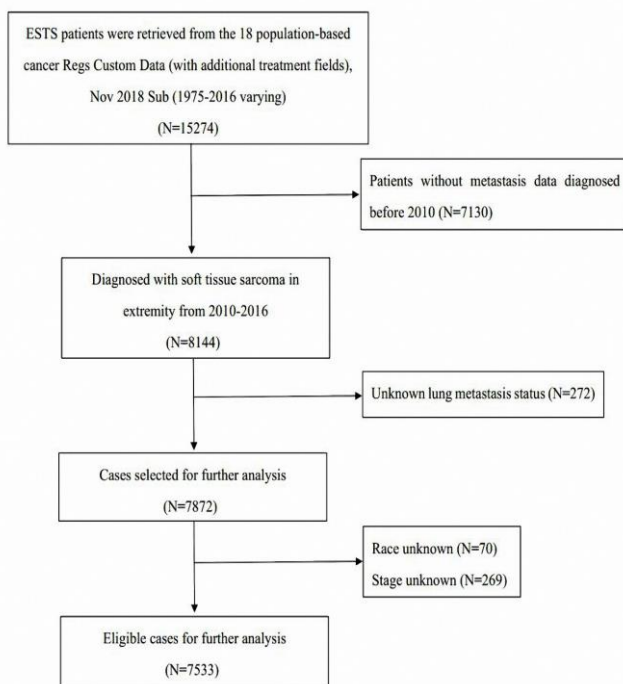 ESTS patients were retrieved from the 18 population-based
cancer Regs Custom Data (with additional treatment fields),
Nov 2018 Sub (1975-2016 varying)
(N=15274)
Patients without metastasis data diagnosed
before 2010 (N=7130)
Diagnosed with soft tissue sarcoma in
extremity from 2010-2016
(N=8144)
Unknown lung metastasis status (N=272)
Cases selected for further analysis
(N=7872)
Race unknown (N=70)
Stage unknown (N=269)
Eligible cases for further analysis
(N=7533)